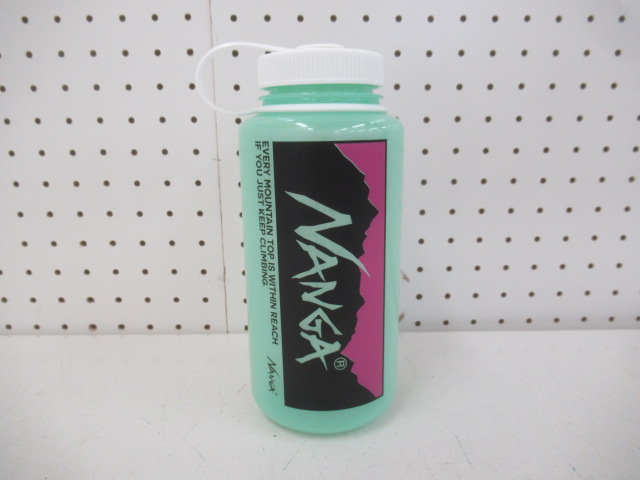 EVERY MOUNTAIN TOP IS WITHIN REACH
IF YOU JUST KEEP CLIMBING.
NANGA®
NANGA®